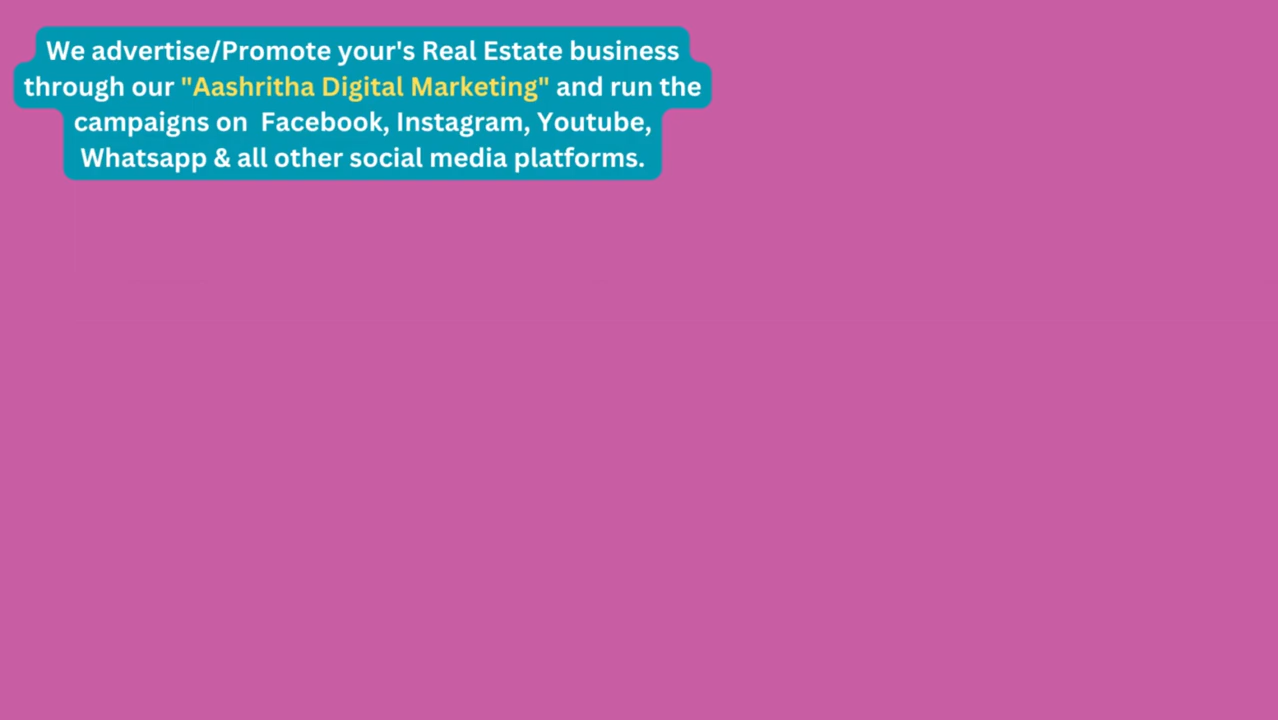 We advertise/Promote your's Real Estate business
through our "Aashritha Digital Marketing" and run the
campaigns on  Facebook, Instagram, Youtube,
Whatsapp & all other social media platforms.